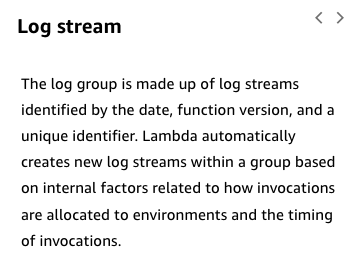 Log stream
The log group is made up of log streams
identified by the date, function version, and a
unique identifier. Lambda automatically
creates new log streams within a group based
on internal factors related to how invocations
are allocated to environments and the timing
of invocations.